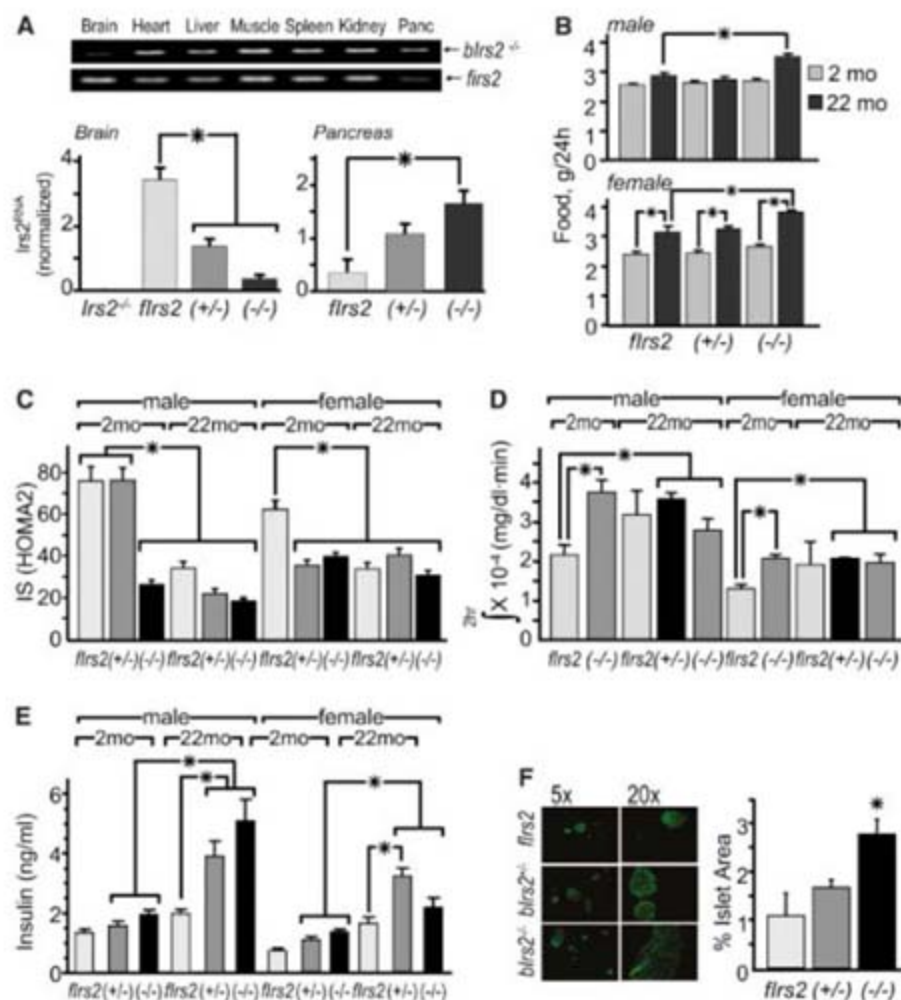 A
Brain Heart Liver Muscle Spleen Kidney Panc
←bIrs2 -/-
←fIrs2
Brain
Irs2RNA (normalized)
4
2
0
*
Irs2-/- fIrs2 (+/-) (-/-)
Pancreas
2
1
0
*
fIrs2 (+/-) (-/-)
B
male
Food, g/24h
4
3
2
1
0
*
2 mo
22 mo
female
4
3
2
1
0
* * * *
fIrs2 (+/-) (-/-)
C
male female
2mo 22mo 2mo 22mo
IS (HOMA2)
80
60
40
20
0
* *
fIrs2(+/-)(-/-) fIrs2(+/-)(-/-) fIrs2(+/-)(-/-) fIrs2(+/-)(-/-)
D
male female
2mo 22mo 2mo 22mo
2hr ∫X 10-4 (mg/dl·min)
4
3
2
1
0
* * * *
fIrs2 (-/-) fIrs2(+/-)(-/-) fIrs2 (-/-) fIrs2(+/-)(-/-)
E
male female
2mo 22mo 2mo 22mo
Insulin (ng/ml)
6
4
2
0
* * * *
fIrs2(+/-)(-/-) fIrs2(+/-)(-/-) fIrs2(+/-)(-/-) fIrs2(+/-)(-/-)
F
5x 20x
fIrs2
bIrs2+/-
bIrs2-/-
% Islet Area
3
2
1
0
*
fIrs2 (+/-) (-/-)